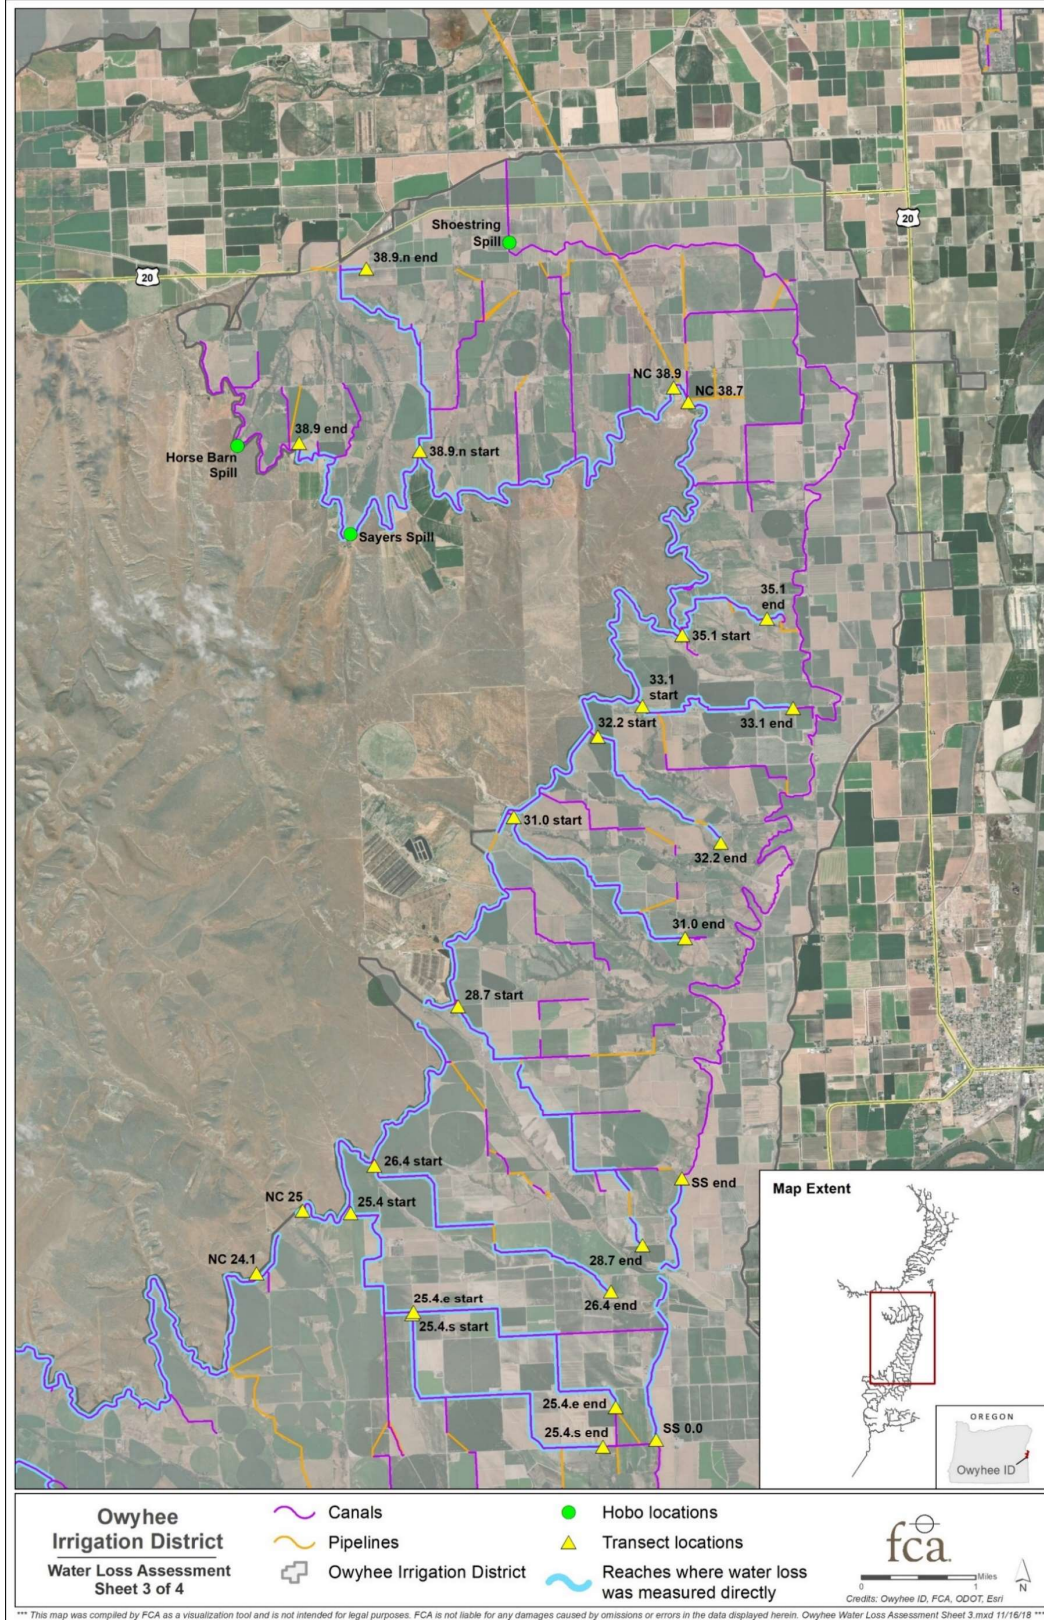 Shoestring
Spill
20
38.9.n end
20
NC 38.9
NC 38.7
38.9 end
38.9.n start
Horse Barn
Spill
Sayers Spill
35.1
end
35.1 start
33.1
start
32.2 start
33.1 end
31.0 start
32.2 end
31.0 end
28.7 start
26.4 start
SS end
NC 25
25.4 start
28.7 end
NC 24.1
26.4 end
25.4.e start
25.4.s start
25.4.e end
25.4.s end
SS 0.0
Map Extent
OREGON
Owyhee ID
Owyhee
Irrigation District
Water Loss Assessment
Sheet 3 of 4
Canals
Pipelines
Owyhee Irrigation District
Hobo locations
Transect locations
Reaches where water loss
was measured directly
fca
Miles
0 1
N
Credits: Owyhee ID, FCA, ODOT, Esri
*** This map was compiled by FCA as a visualization tool and is not intended for legal purposes. FCA is not liable for any damages caused by omissions or errors in the data displayed herein. Owyhee Water Loss Assessment Sheet 3.mxd 11/16/18 ***